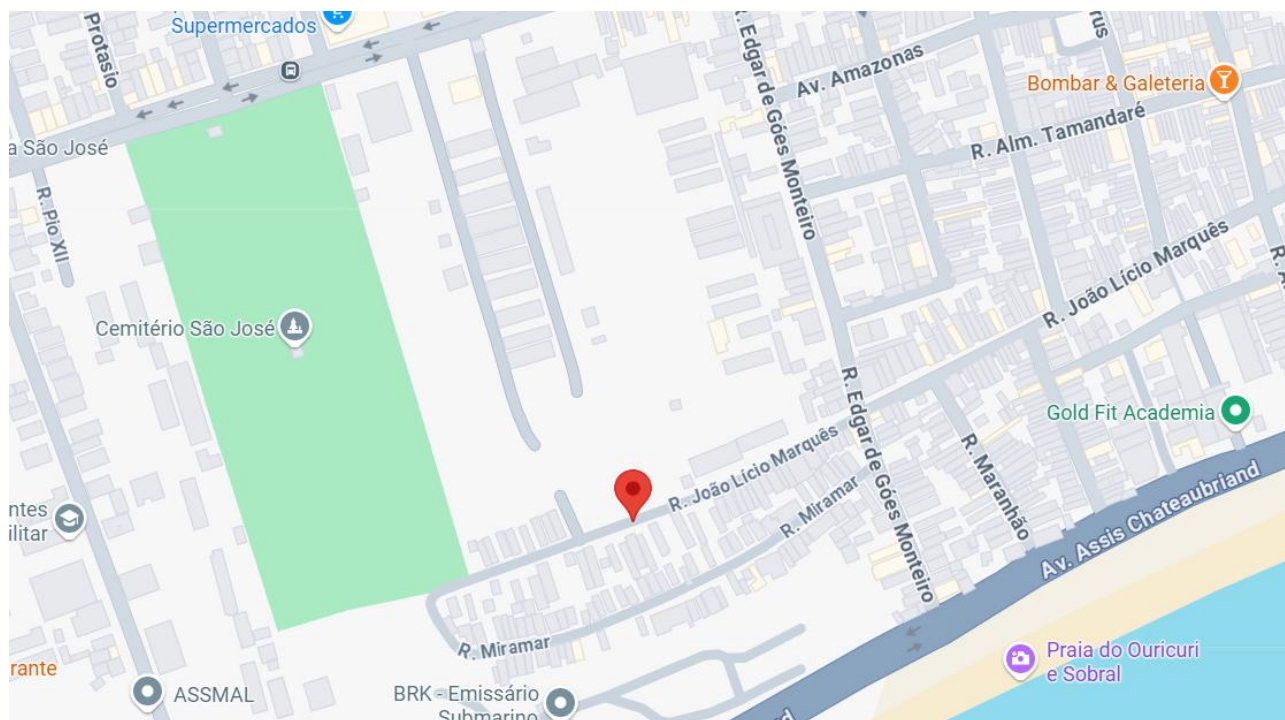 Supermercados
Protasio
a São José
R. Pio XII
Cemitério São José
R. Edgar de Góes Monteiro
Av. Amazonas
rus
Bombar & Galeteria
R. Alm. Tamandaré
R. João Lício Marquês
R. A
Gold Fit Academia
R. Edgar de Góes Monteiro
R. Maranhão
R. João Lício Marquês
R. Miramar
Av. Assis Chateaubriand
ntes
ilitar
R. Miramar
Praia do Ouricuri
e Sobral
rante
ASSMAL
BRK - Emissário
Submarino